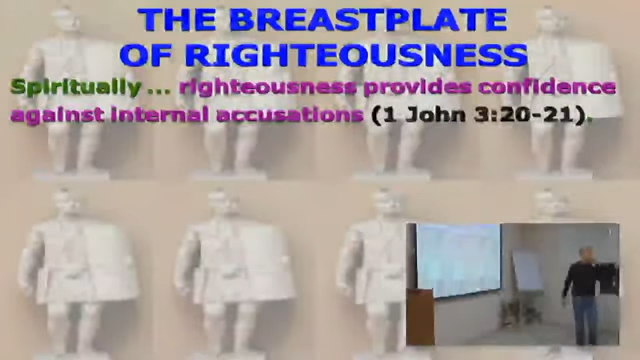 THE BREASTPLATE
OF RIGHTEOUSNESS
Spiritually ... righteousness provides confidence
against internal accusations (1 John 3:20-21).